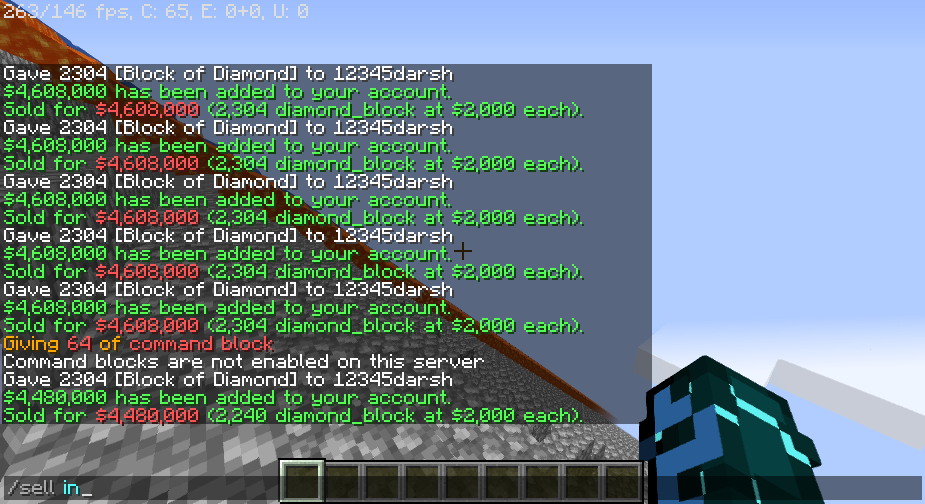 263/146 fps, C: 65, E: 0+0, U: 0
Gave 2304 [Block of Diamond] to 12345darsh
$4,608,000 has been added to your account.
Sold for $4,608,000 (2,304 diamond_block at $2,000 each).
Gave 2304 [Block of Diamond] to 12345darsh
$4,608,000 has been added to your account.
Sold for $4,608,000 (2,304 diamond_block at $2,000 each).
Gave 2304 [Block of Diamond] to 12345darsh
$4,608,000 has been added to your account.
Sold for $4,608,000 (2,304 diamond_block at $2,000 each).
Gave 2304 [Block of Diamond] to 12345darsh
$4,608,000 has been added to your account.
Sold for $4,608,000 (2,304 diamond_block at $2,000 each).
Gave 2304 [Block of Diamond] to 12345darsh
$4,608,000 has been added to your account.
Sold for $4,608,000 (2,304 diamond_block at $2,000 each).
Giving 64 of command block
Command blocks are not enabled on this server
Gave 2304 [Block of Diamond] to 12345darsh
$4,480,000 has been added to your account.
Sold for $4,480,000 (2,240 diamond_block at $2,000 each).
/sell in_